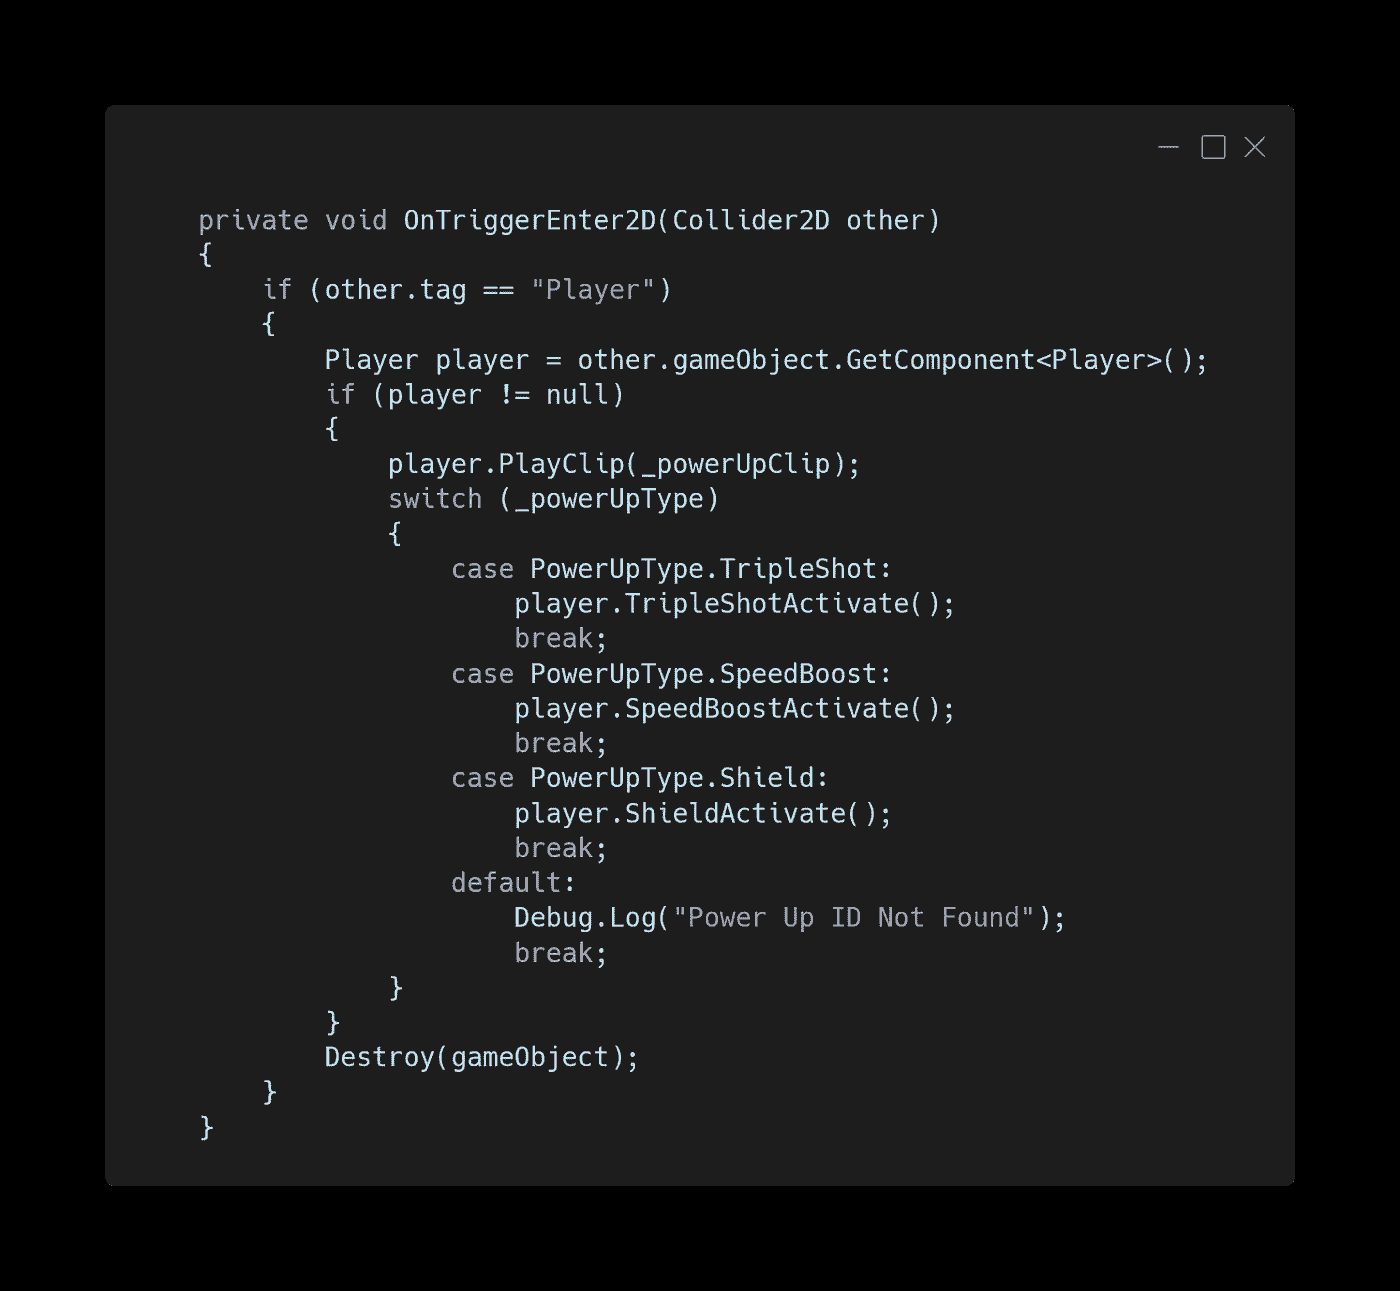 private void OnTriggerEnter2D(Collider2D other)
{
    if (other.tag == "Player")
    {
        Player player = other.gameObject.GetComponent<Player>();
        if (player != null)
        {
            player.PlayClip(_powerUpClip);
            switch (_powerUpType)
            {
                case PowerUpType.TripleShot:
                    player.TripleShotActivate();
                    break;
                case PowerUpType.SpeedBoost:
                    player.SpeedBoostActivate();
                    break;
                case PowerUpType.Shield:
                    player.ShieldActivate();
                    break;
                default:
                    Debug.Log("Power Up ID Not Found");
                    break;
            }
        }
        Destroy(gameObject);
    }
}